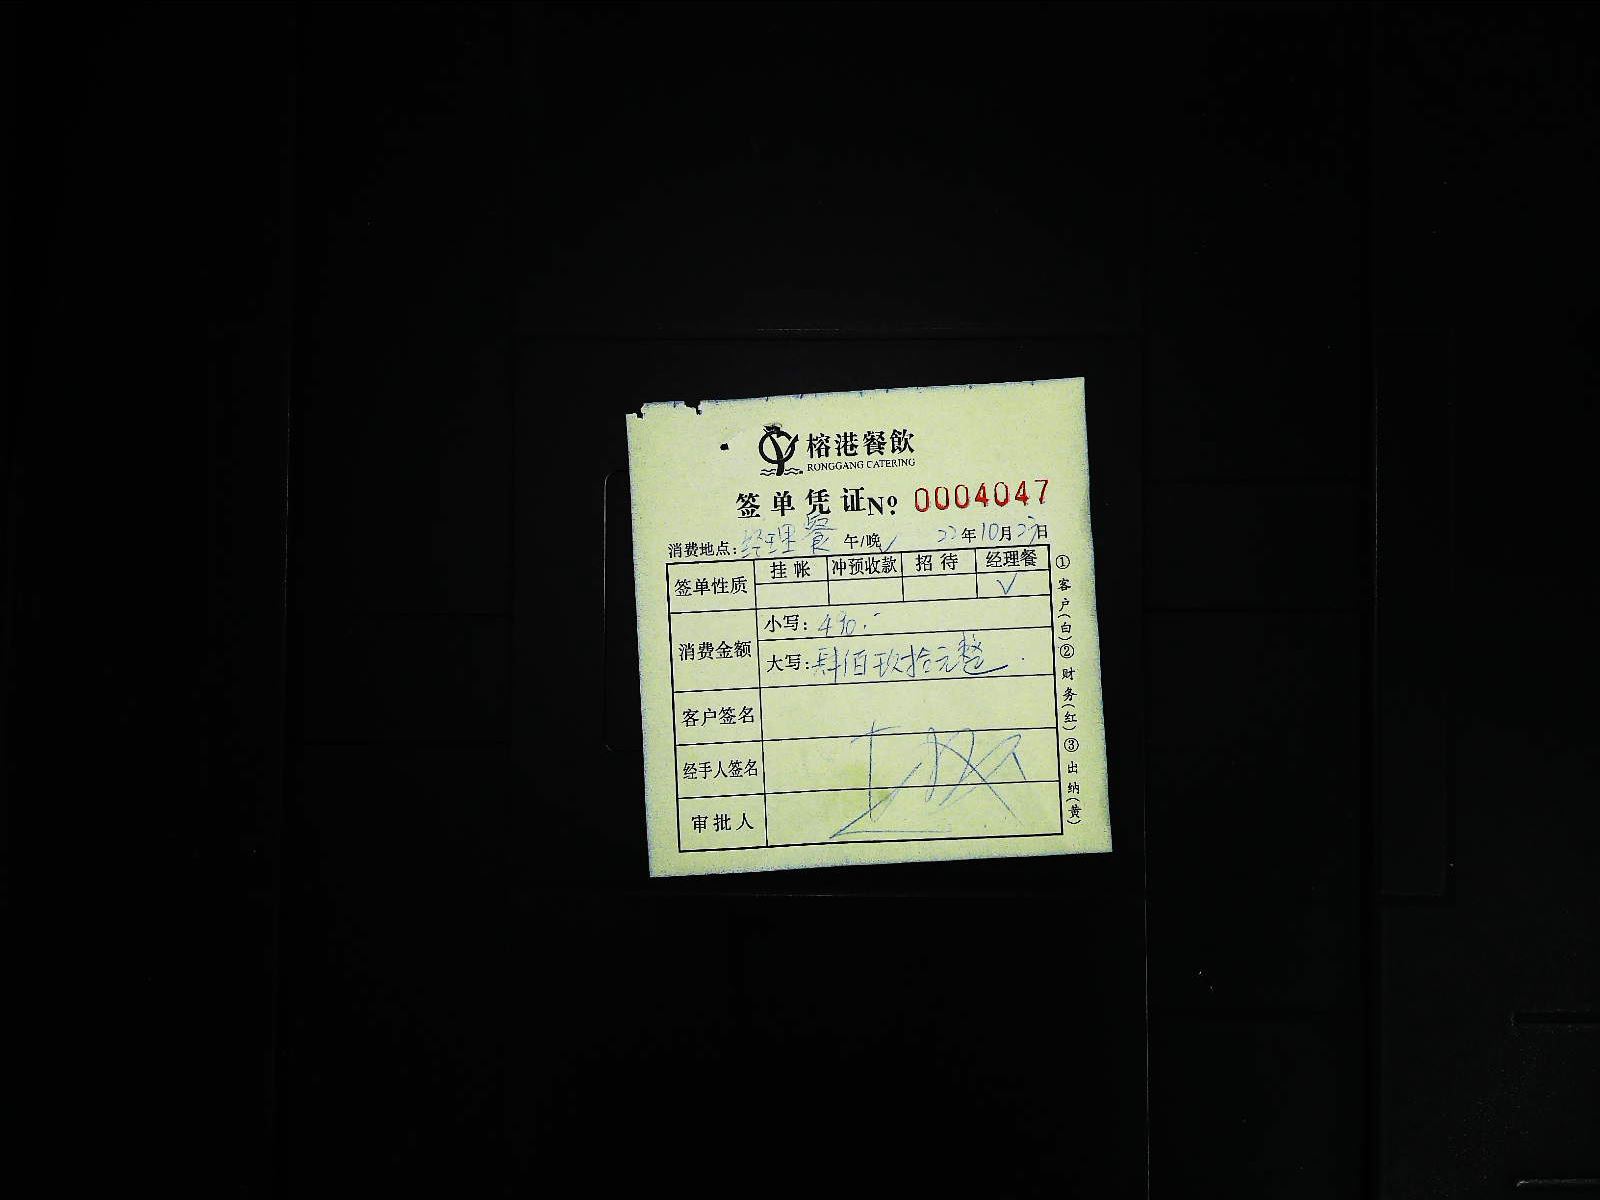 榕港餐飲
RONGGANG CATERING
签单凭证 №: 0004047
消费地点: 经理餐 午/晚✓ 22年10月27日
签单性质 挂帐 冲预收款 招待 经理餐
✓
消费金额 小写: 490.-
大写: 肆佰玖拾元整.
客户签名
经手人签名
审批人
①客户(白)②财务(红)③出纳(黄)